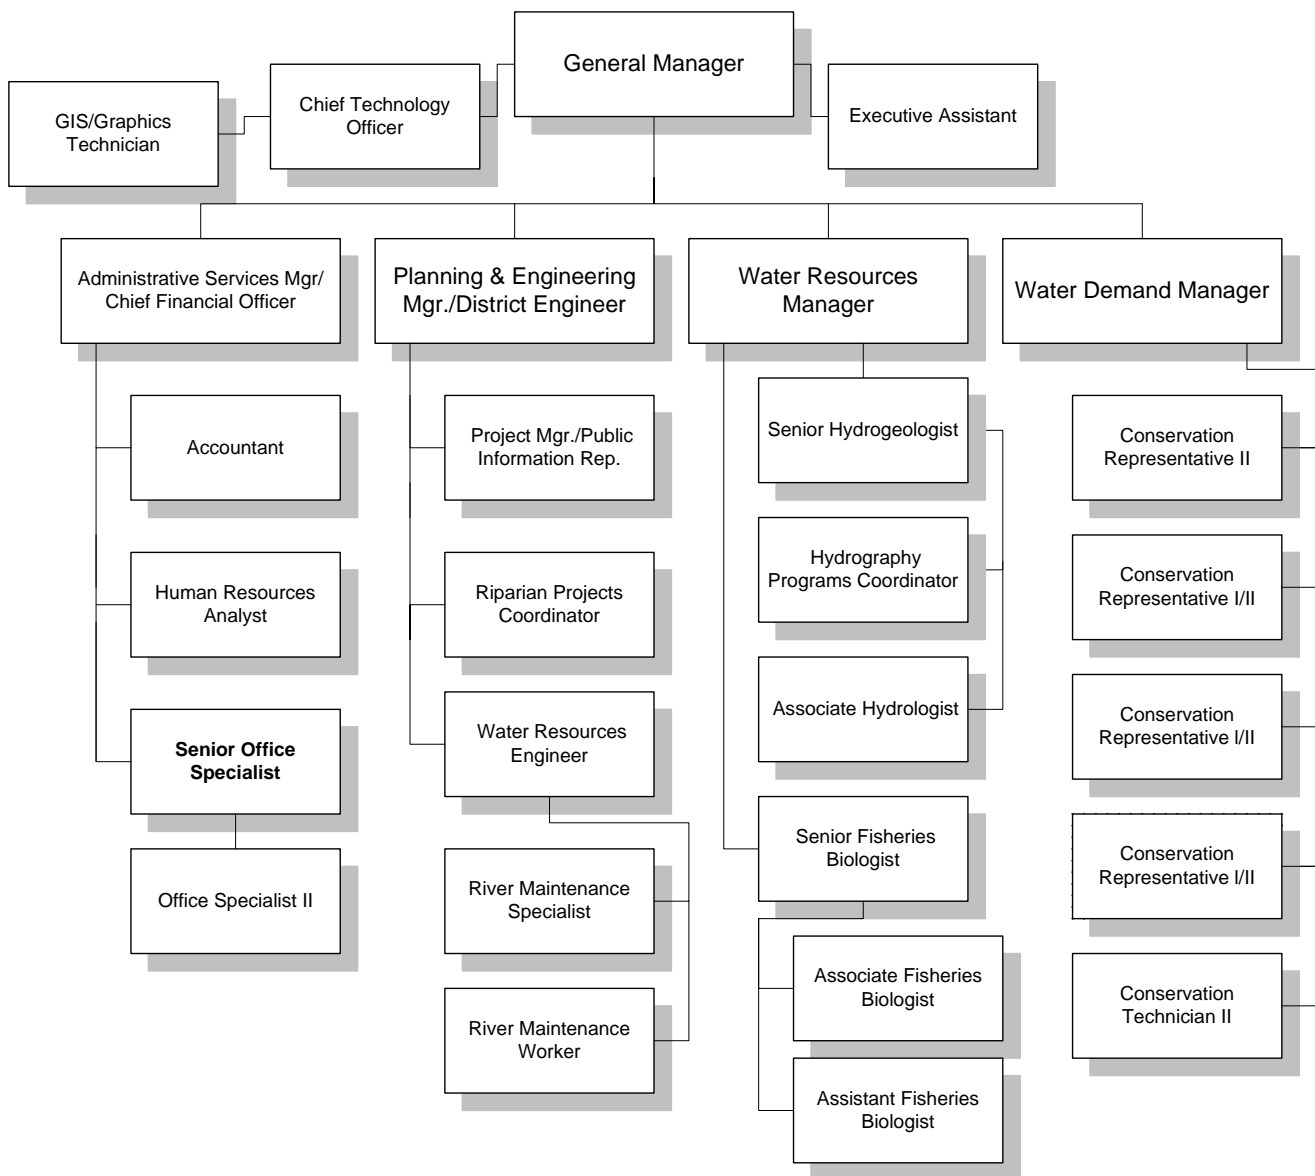 General Manager
Chief Technology
Officer
GIS/Graphics
Technician
Executive Assistant
Administrative Services Mgr/
Chief Financial Officer
Planning & Engineering
Mgr./District Engineer
Water Resources
Manager
Water Demand Manager
Accountant
Human Resources
Analyst
Senior Office
Specialist
Office Specialist II
Project Mgr./Public
Information Rep.
Riparian Projects
Coordinator
Water Resources
Engineer
River Maintenance
Specialist
River Maintenance
Worker
Senior Hydrogeologist
Hydrography
Programs Coordinator
Associate Hydrologist
Senior Fisheries
Biologist
Associate Fisheries
Biologist
Assistant Fisheries
Biologist
Conservation
Representative II
Conservation
Representative I/II
Conservation
Representative I/II
Conservation
Representative I/II
Conservation
Technician II